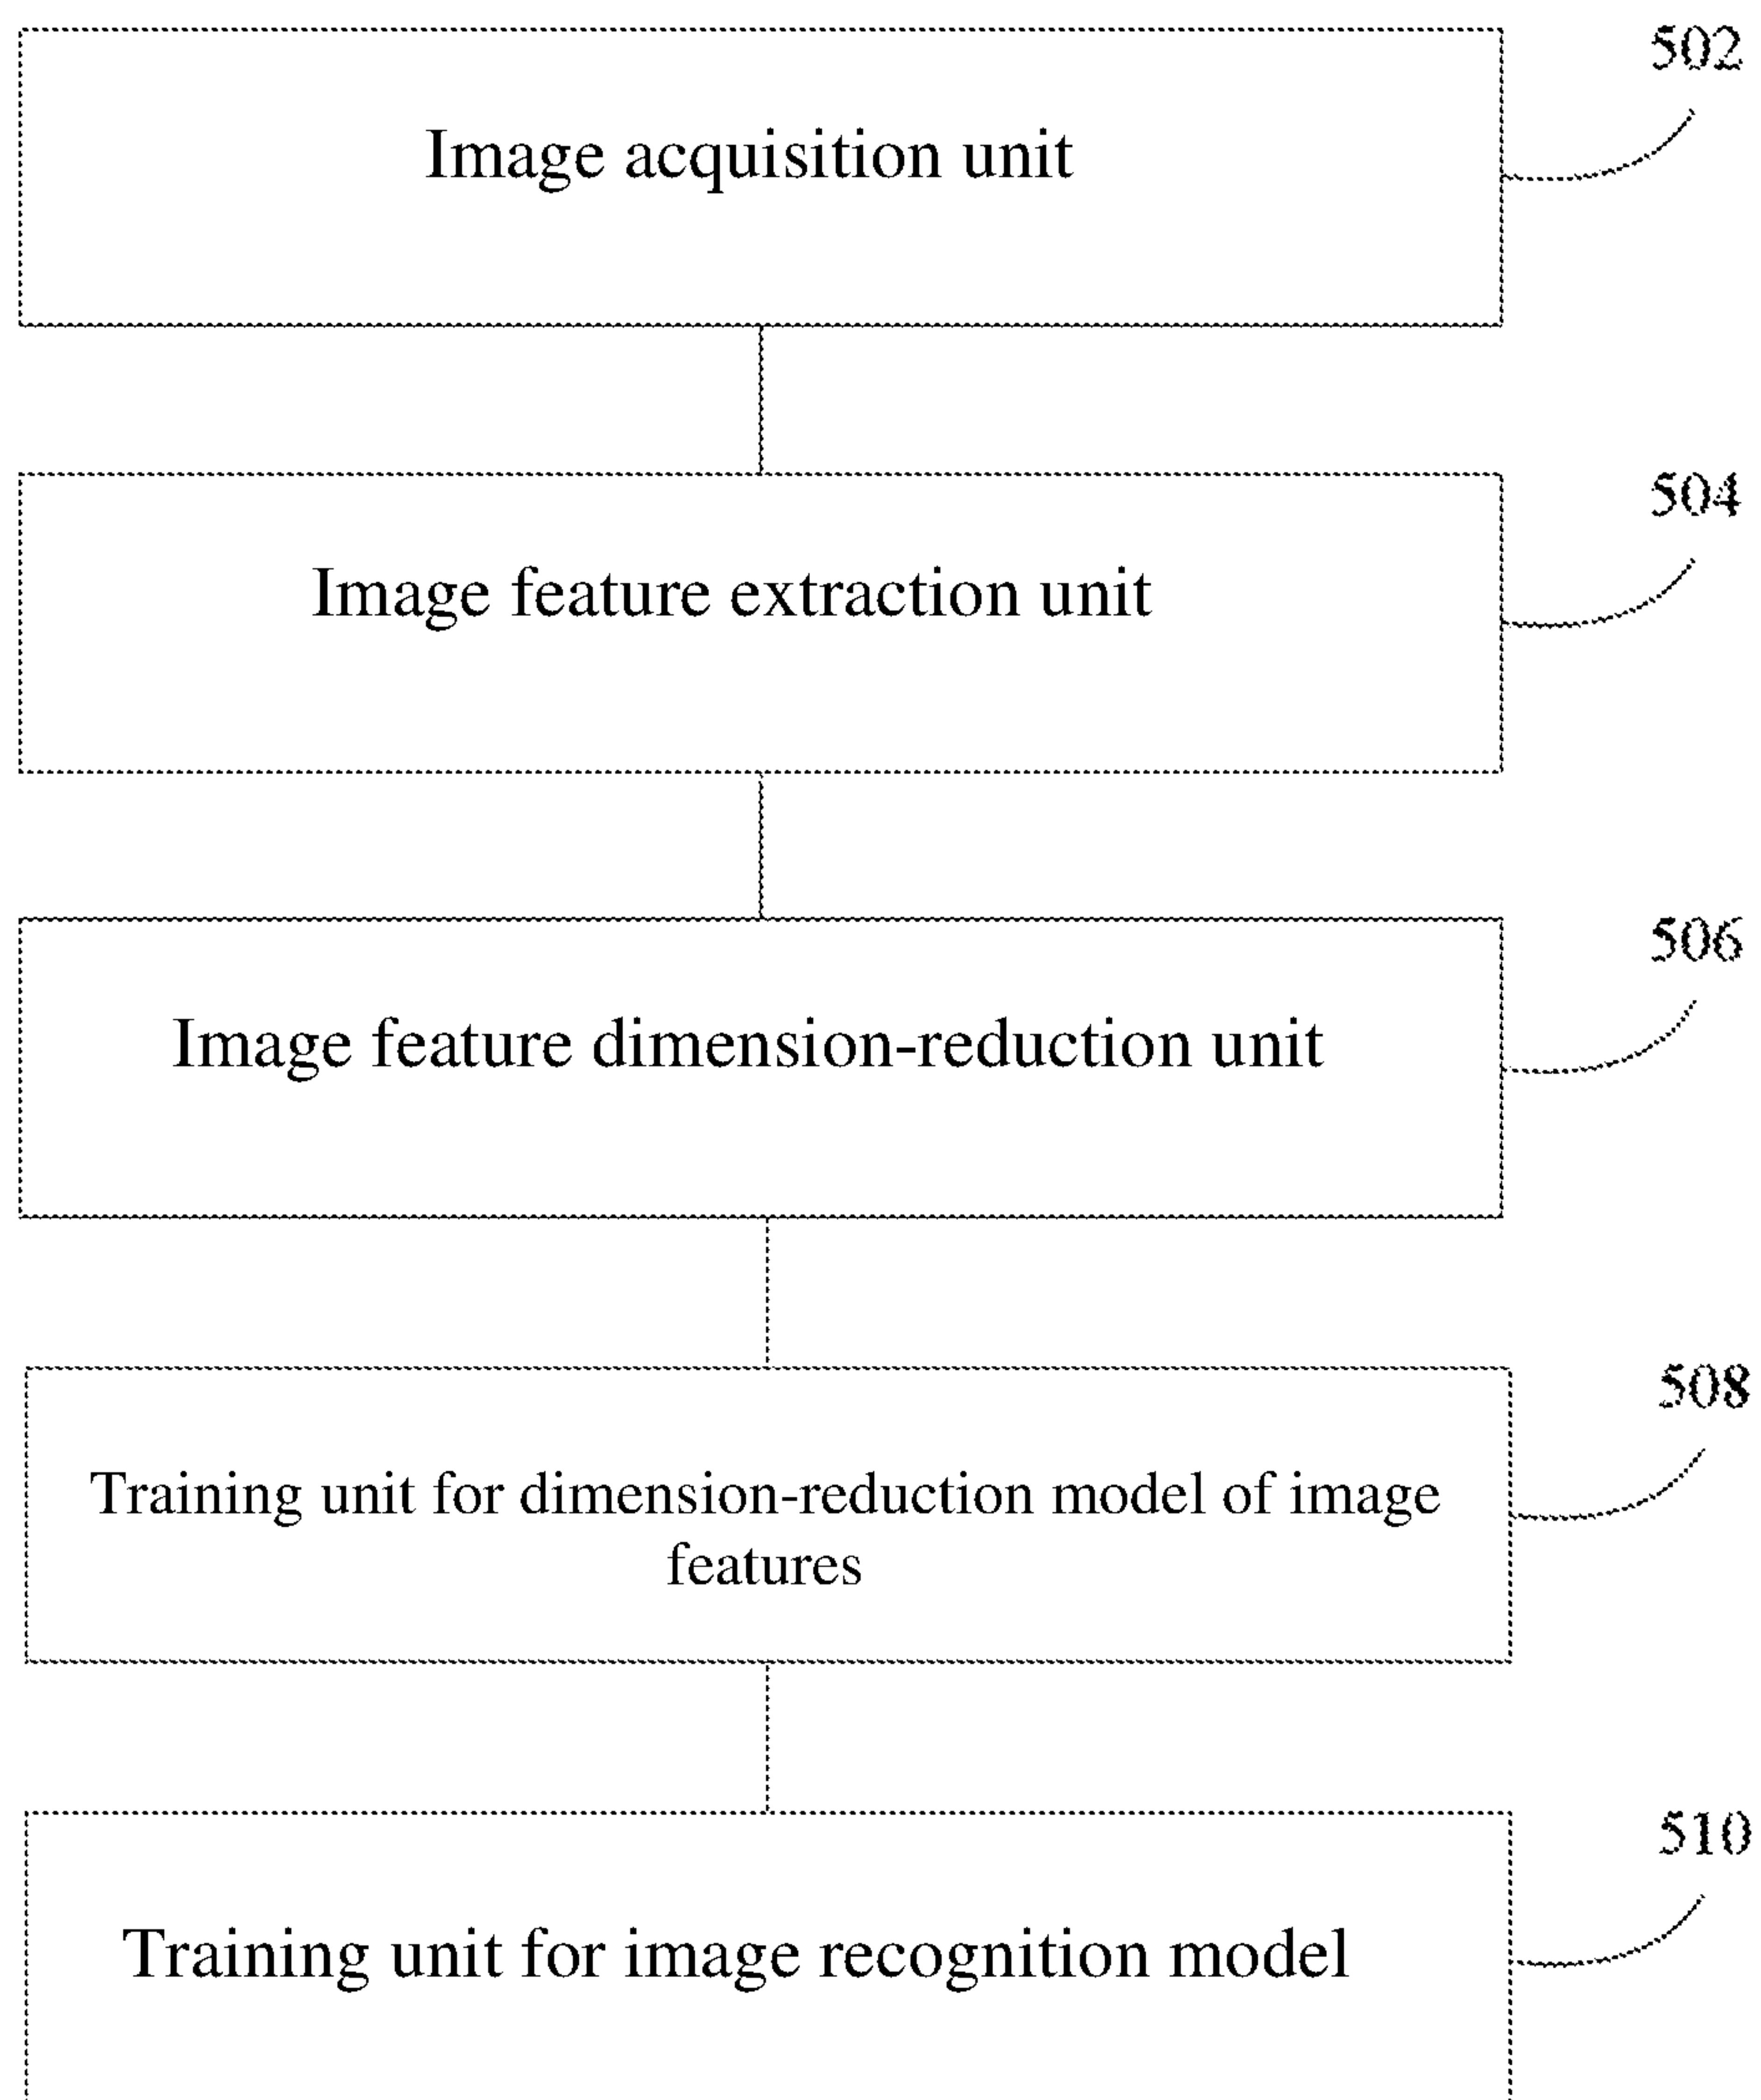 502
Image acquisition unit
504
Image feature extraction unit
506
Image feature dimension-reduction unit
508
Training unit for dimension-reduction model of image
features
510
Training unit for image recognition model